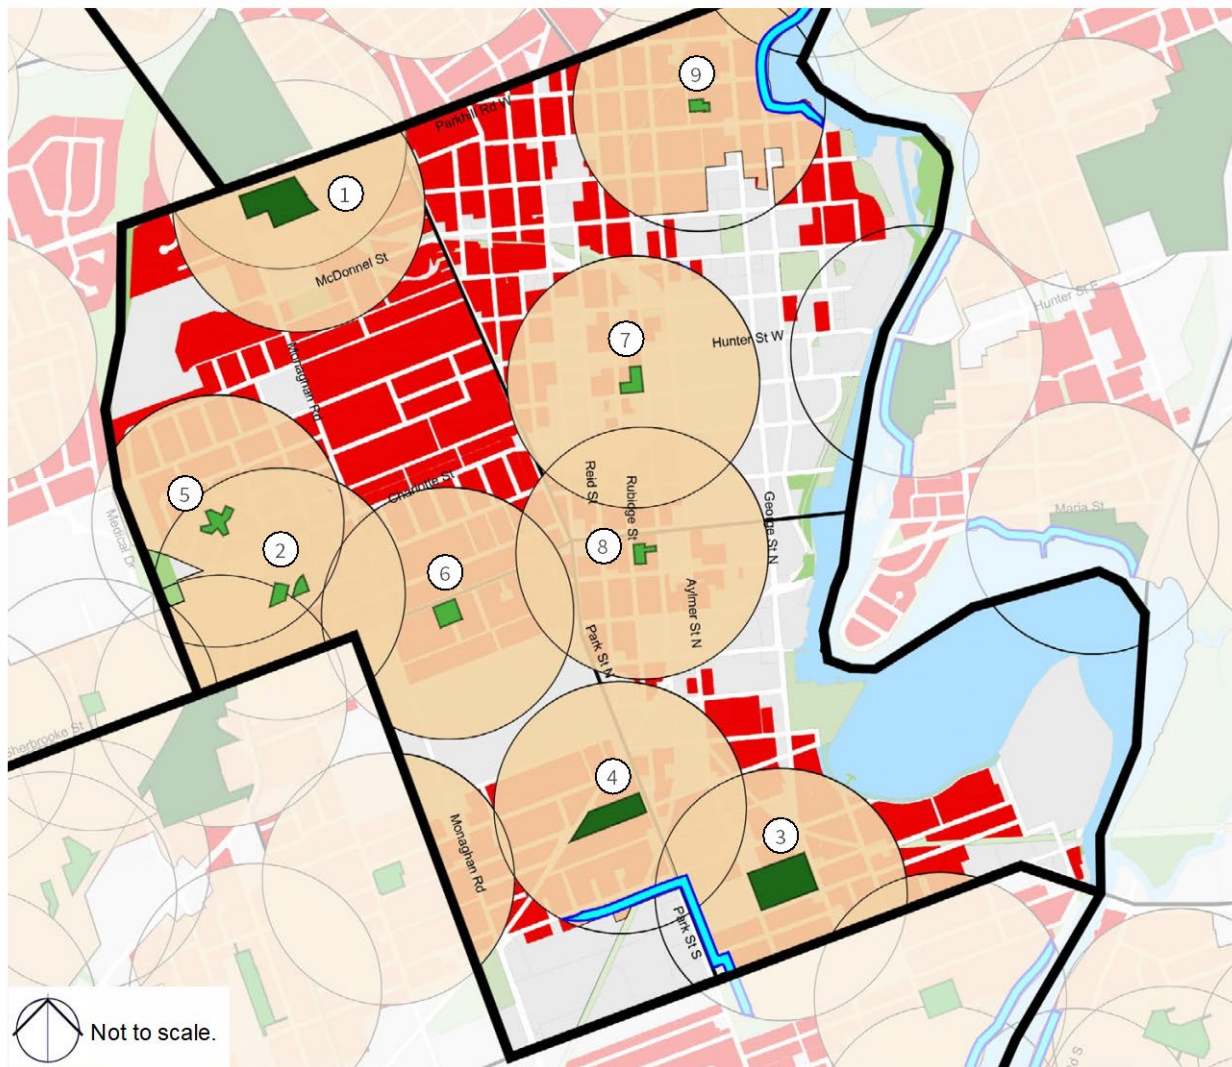 9
Parkhill Rd W
1
McDonnel St
Hunter St E
7
Hunter St W
Monaghan Rd
Charlotte St
5
Reid St
Rubidge St
George St N
Maria St
Medical Dr
2
8
6
Aylmer St N
Park St N
Sherbrooke St
4
3
Monaghan Rd
Park St S
Not to scale.